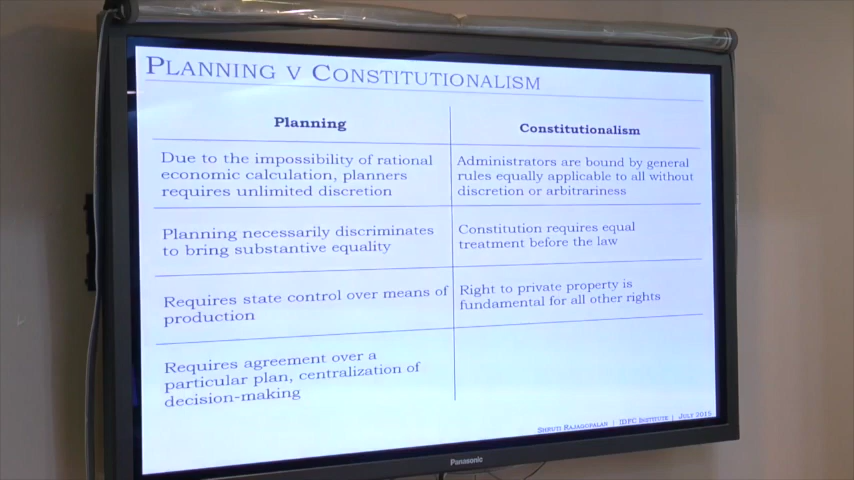 PLANNING V CONSTITUTIONALISM
Planning
Constitutionalism
Due to the impossibility of rational
economic calculation, planners
requires unlimited discretion
Administrators are bound by general
rules equally applicable to all without
discretion or arbitrariness
Planning necessarily discriminates
to bring substantive equality
Constitution requires equal
treatment before the law
Requires state control over means of
production
Right to private property is
fundamental for all other rights
Requires agreement over a
particular plan, centralization of
decision-making
SHRUTI RAJAGOPALAN | IDFC INSTITUTE | JULY 2015
Panasonic